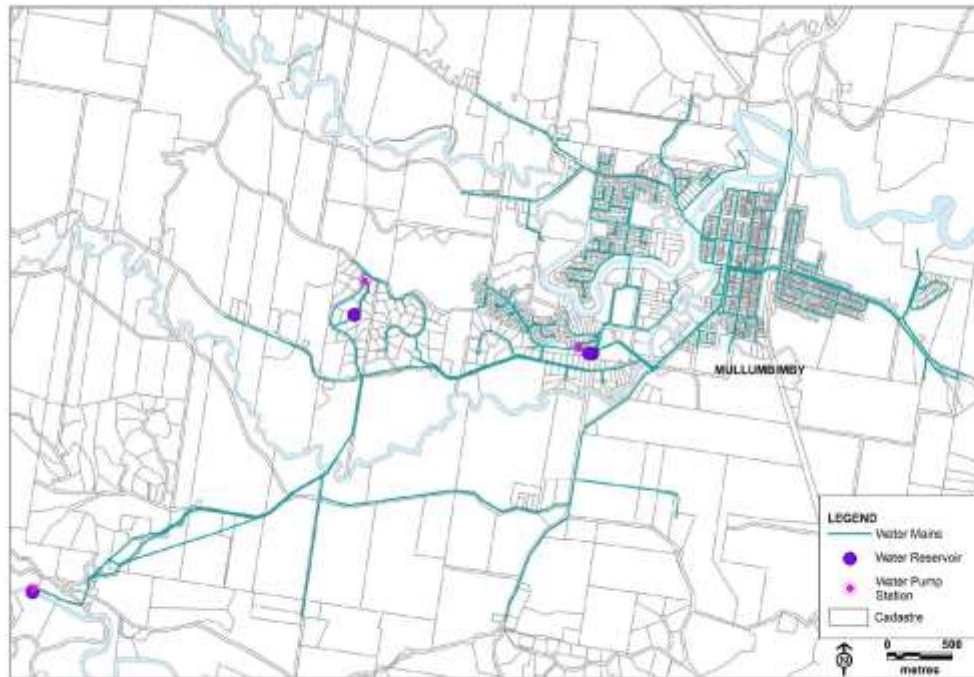 MULLUMBIMBY
LEGEND
Water Mains
Water Reservoir
Water Pump
Station
Cadastre
0 500
metres
N